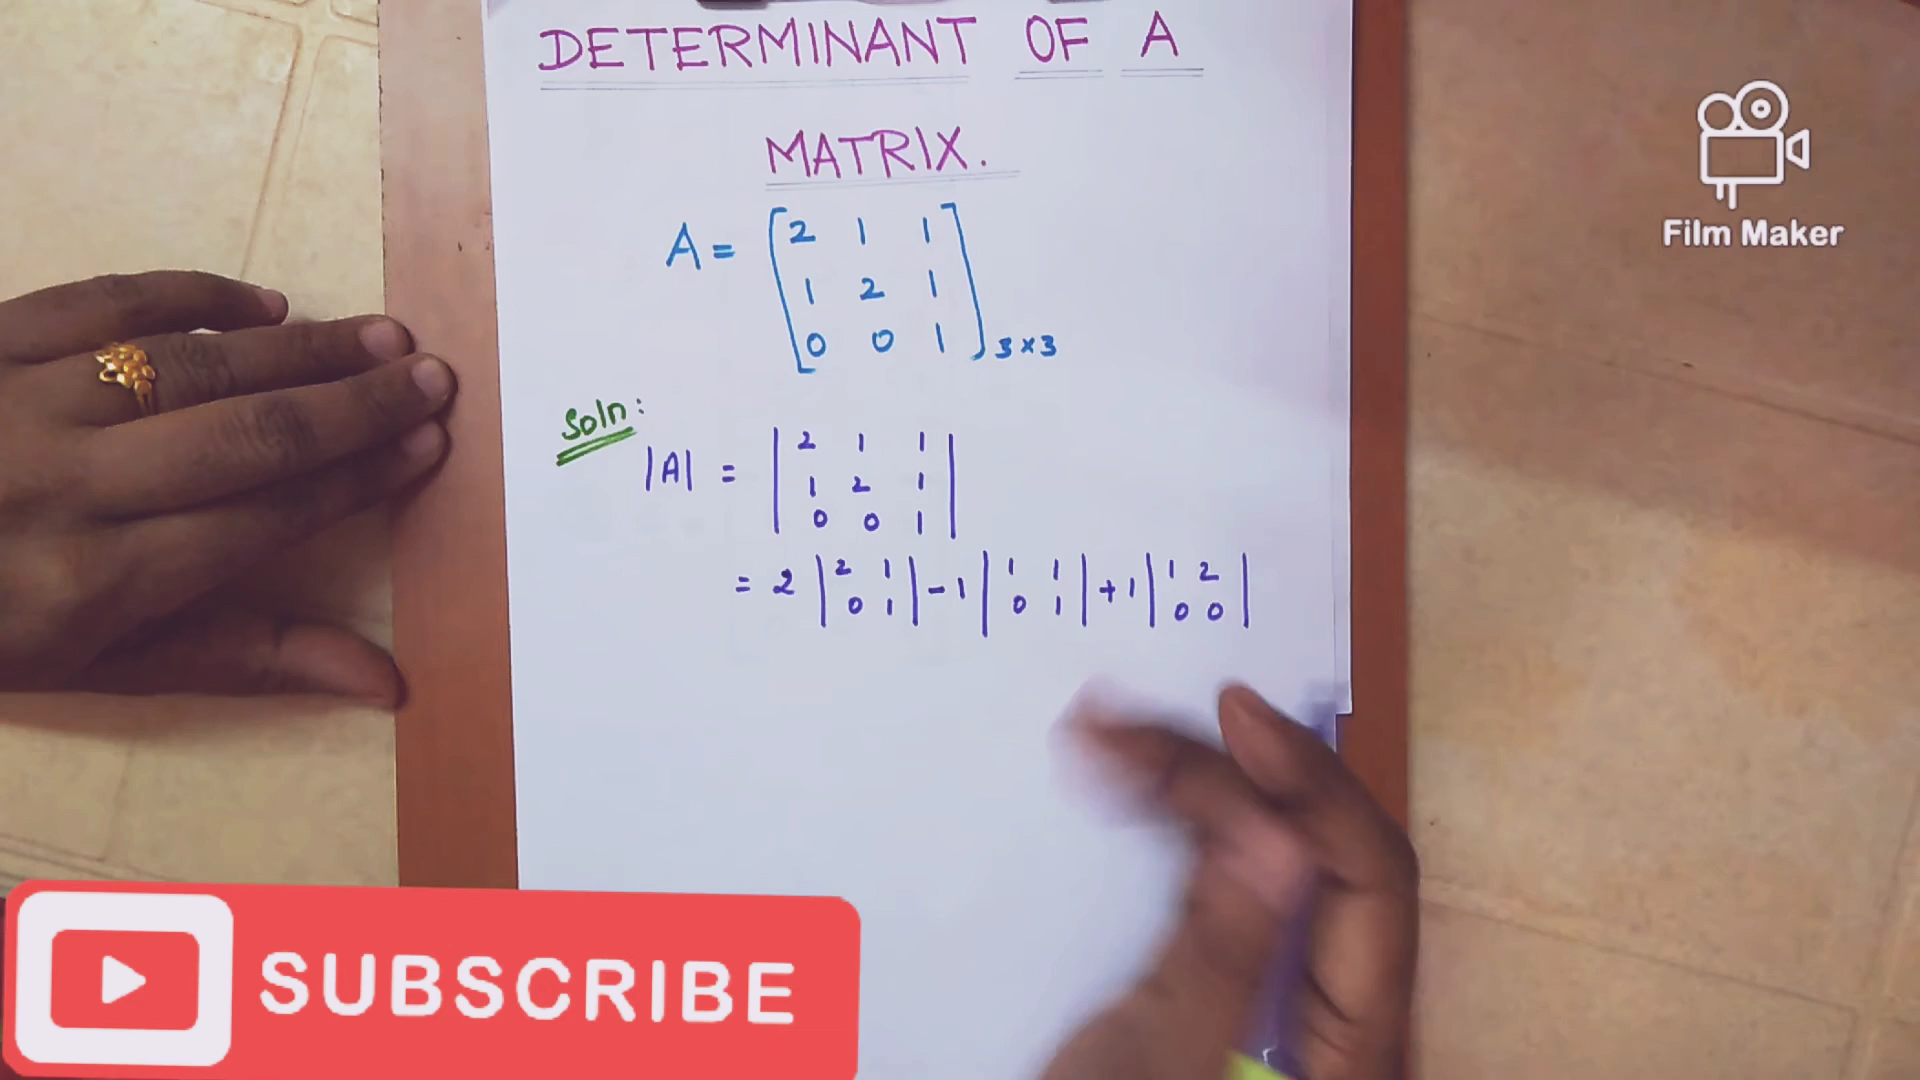 DETERMINANT OF A
MATRIX.
A = [2 1 1
1 2 1
0 0 1] 3×3
Soln:
|A| = |2 1 1
1 2 1
0 0 1|
= 2 |2 1 0 1| - 1 |1 1 0 1| + 1 |1 2 0 0|
Film Maker
SUBSCRIBE